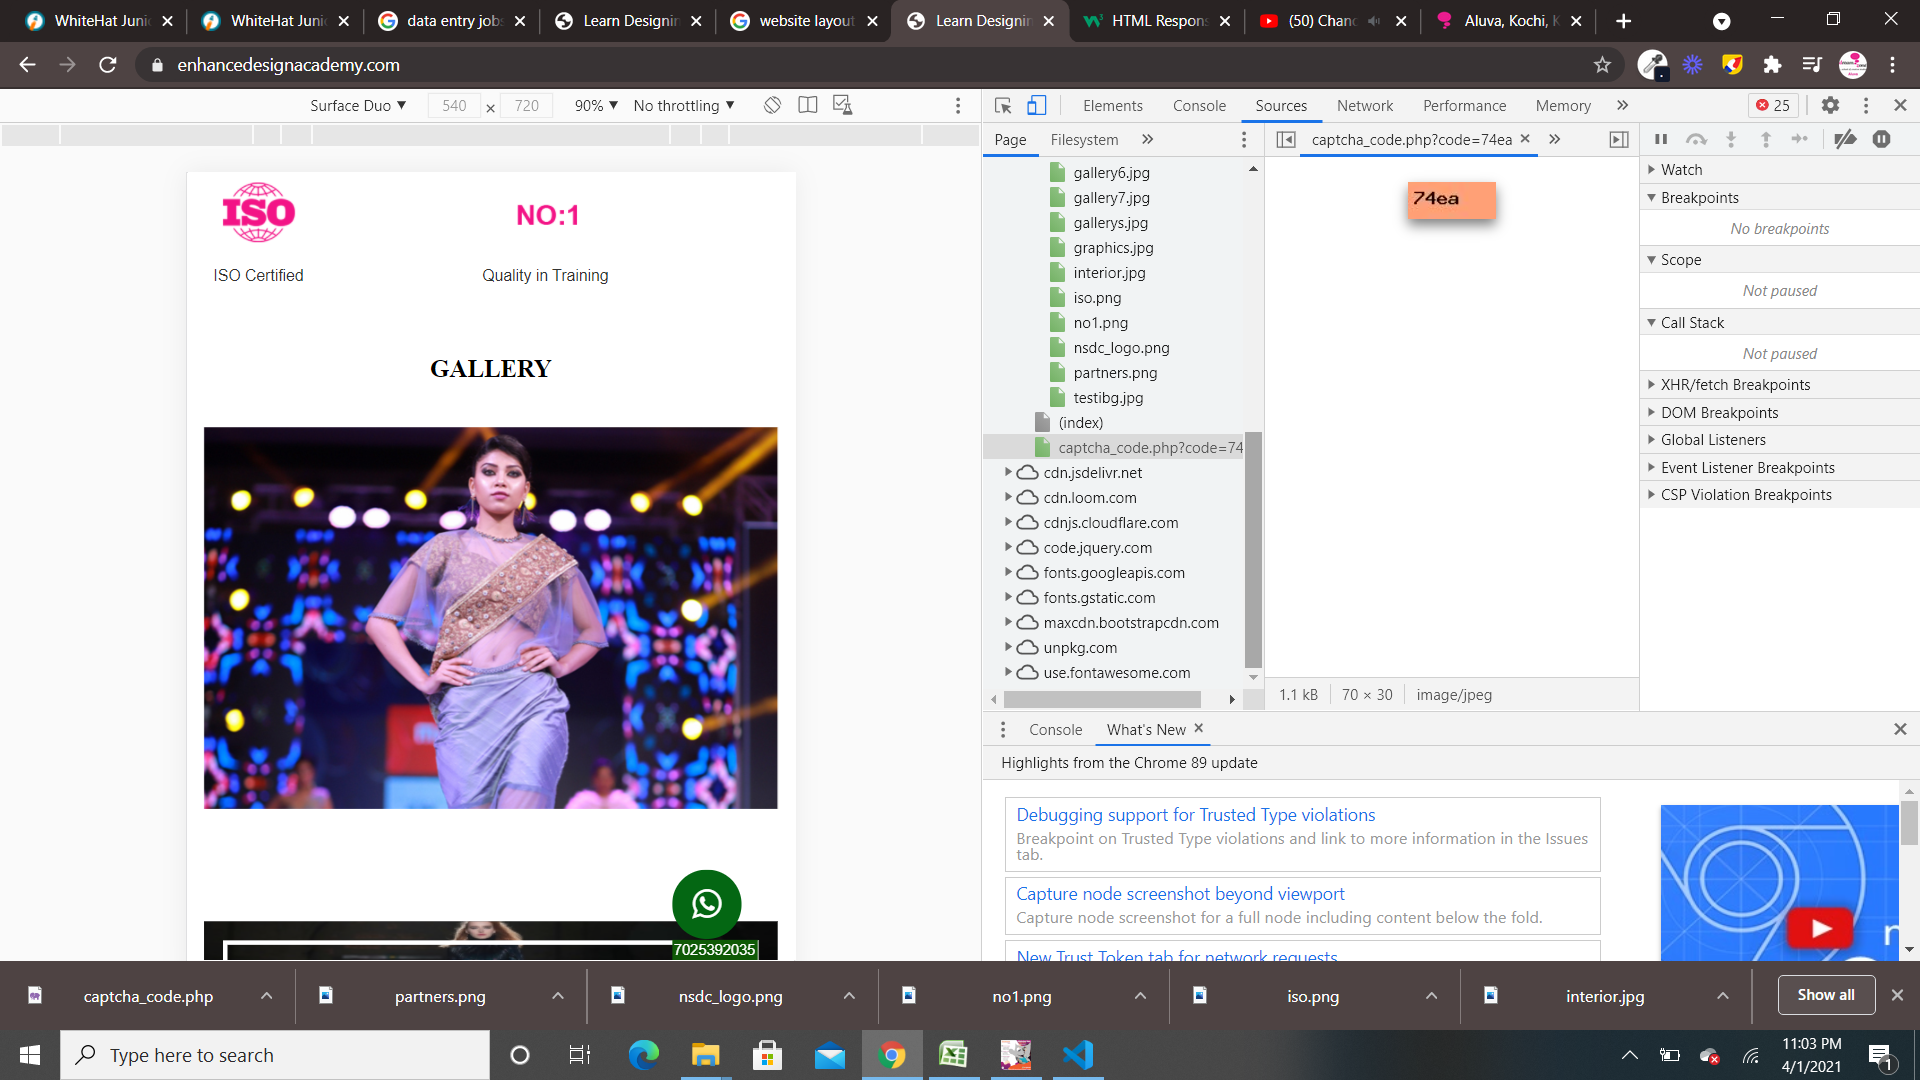 WhiteHat Juni
WhiteHat Juni
data entry jobs
Learn Designin
website layout
Learn Designin
HTML Respons
(50) Chanc
Aluva, Kochi, K
enhancedesignacademy.com
Surface Duo ▼ 540 × 720 90% ▼ No throttling ▼
Elements Console Sources Network Performance Memory » 25
Page Filesystem »
captcha_code.php?code=74ea »
gallery6.jpg
gallery7.jpg
gallerys.jpg
graphics.jpg
interior.jpg
iso.png
no1.png
nsdc_logo.png
partners.png
testibg.jpg
(index)
captcha_code.php?code=74
cdn.jsdelivr.net
cdn.loom.com
cdnjs.cloudflare.com
code.jquery.com
fonts.googleapis.com
fonts.gstatic.com
maxcdn.bootstrapcdn.com
unpkg.com
use.fontawesome.com
74ea
1.1 kB 70 × 30 image/jpeg
Watch
Breakpoints
No breakpoints
Scope
Not paused
Call Stack
Not paused
XHR/fetch Breakpoints
DOM Breakpoints
Global Listeners
Event Listener Breakpoints
CSP Violation Breakpoints
ISO
NO:1
ISO Certified
Quality in Training
GALLERY
7025392035
Console What's New
Highlights from the Chrome 89 update
Debugging support for Trusted Type violations
Breakpoint on Trusted Type violations and link to more information in the Issues
tab.
Capture node screenshot beyond viewport
Capture node screenshot for a full node including content below the fold.
New Trust Token tab for network requests
captcha_code.php
partners.png
nsdc_logo.png
no1.png
iso.png
interior.jpg
Show all
Type here to search
11:03 PM
4/1/2021
1